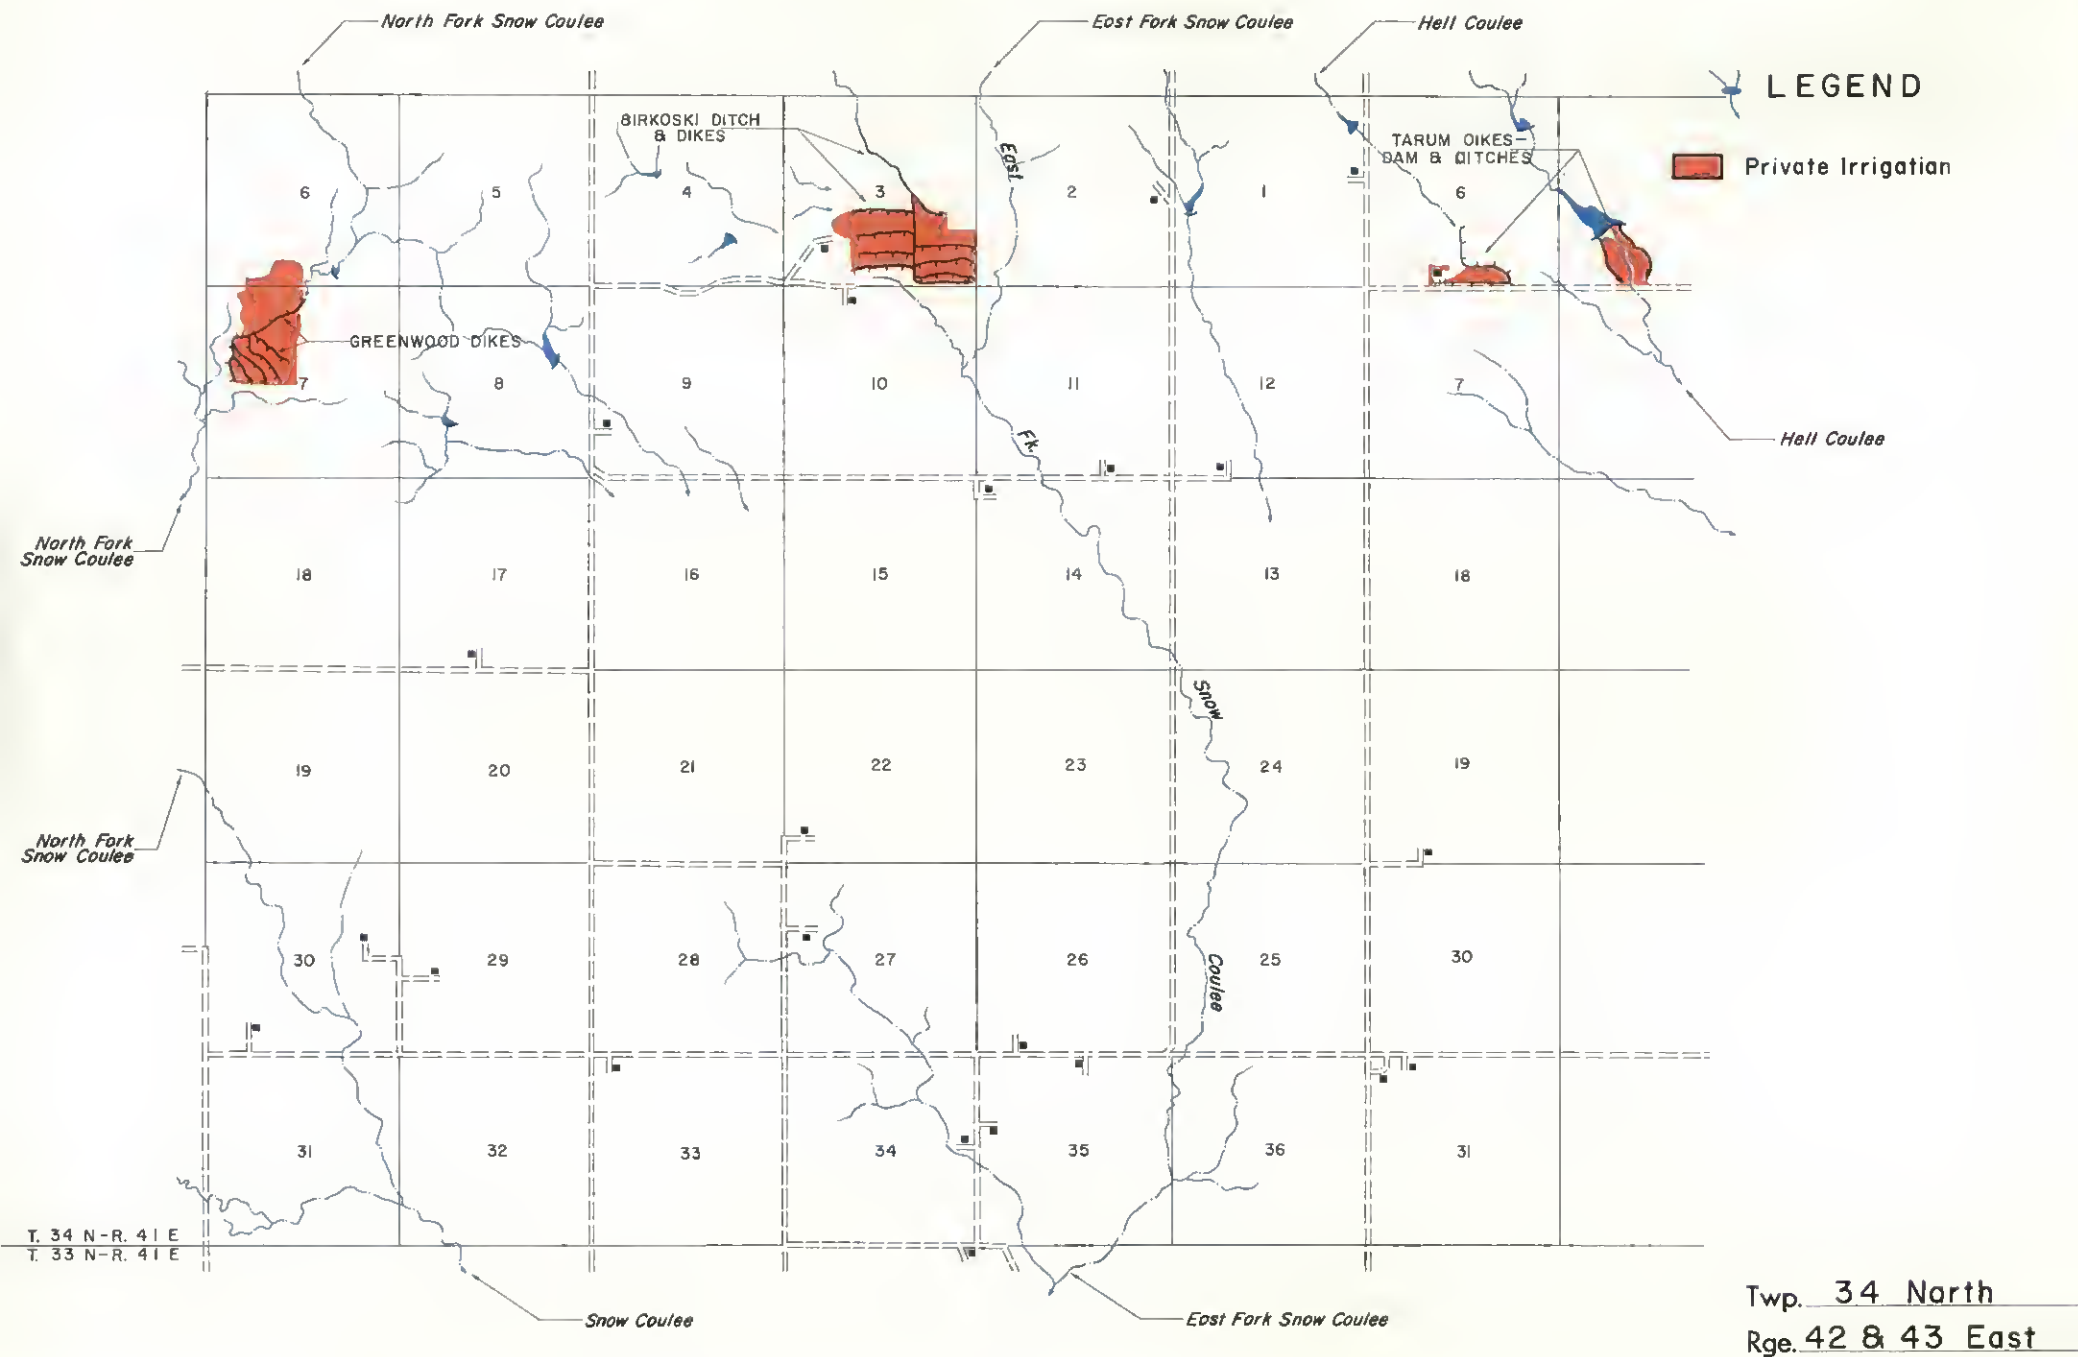 North Fork Snow Coulee
East Fork Snow Coulee
Hell Coulee
LEGEND
Private Irrigation
BIRKOSKI DITCH
& DIKES
TARUM DIKES-
DAM & DITCHES
East
6
5
4
3
2
1
6
GREENWOOD DIKES
7
8
9
10
11
12
7
Fk.
Hell Coulee
North Fork
Snow Coulee
18
17
16
15
14
13
18
Snow
19
20
21
22
23
24
19
North Fork
Snow Coulee
30
29
28
27
26
25
30
Coulee
31
32
33
34
35
36
31
T. 34 N-R. 41 E
T. 33 N-R. 41 E
Snow Coulee
East Fork Snow Coulee
Twp. 34 North
Rge. 42 & 43 East